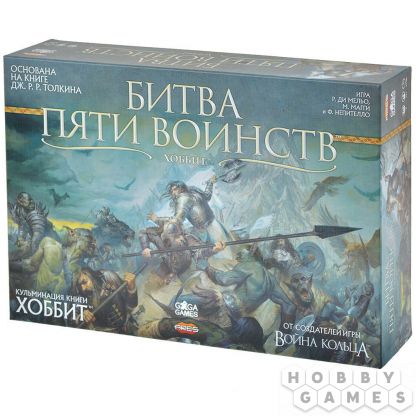 ОСНОВАНА
НА КНИГЕ
ДЖ. Р. Р. ТОЛКИНА
ИГРА
Р. ДИ МЕЛЬО,
М. МАГГИ
И Ф. НЕПИТЕЛЛО
БИТВА
ПЯТИ ВОИНСТВ
ХОББИТ
КУЛЬМИНАЦИЯ КНИГИ
ХОББИТ
GAGA
GAMES
ARES
ОТ СОЗДАТЕЛЕЙ ИГРЫ
ВОЙНА КОЛЬЦА
HOBBY
GAMES